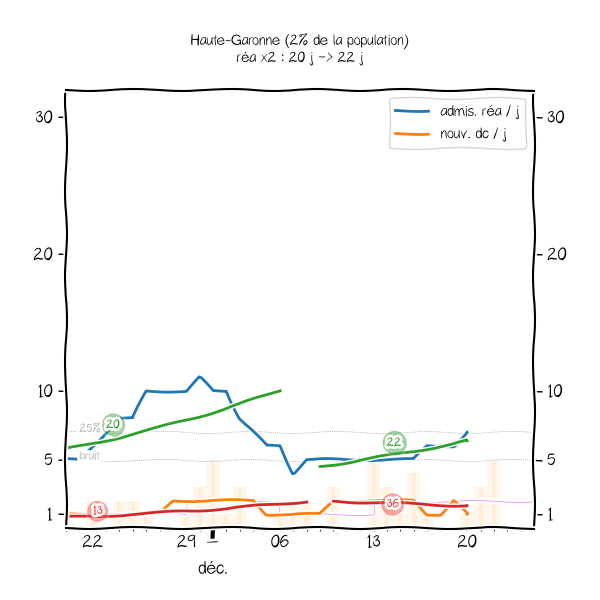 Haute-Garonne (2% de la population)
réa x2 : 20 j -> 22 j
admis. réa / j
nouv. dc / j
30 30
20 20
10 10
25% 20
22
bruit
5 5
13 36
1 1
22 29 1 06 13 20
déc.